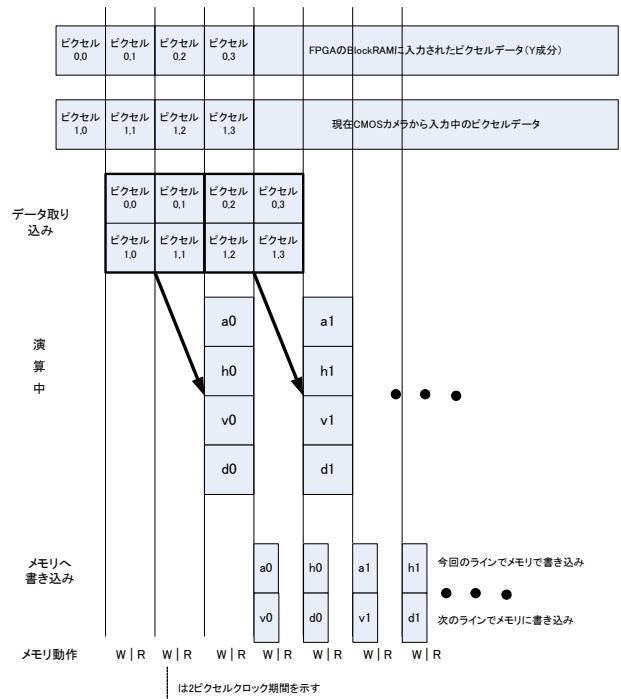 ピクセル 0,0 ピクセル 0,1 ピクセル 0,2 ピクセル 0,3 FPGAのBlockRAMに入力されたピクセルデータ(Y成分)
ピクセル 1,0 ピクセル 1,1 ピクセル 1,2 ピクセル 1,3 現在CMOSカメラから入力中のピクセルデータ
データ取り
込み
ピクセル 0,0 ピクセル 0,1 ピクセル 0,2 ピクセル 0,3
ピクセル 1,0 ピクセル 1,1 ピクセル 1,2 ピクセル 1,3
演
算
中
a0 a1
h0 h1
v0 v1
d0 d1
メモリへ
書き込み
a0 h0 a1 h1 今回のラインでメモリで書き込み
v0 d0 v1 d1 次のラインでメモリに書き込み
メモリ動作 W|R W|R W|R W|R W|R W|R W|R
は2ピクセルクロック期間を示す